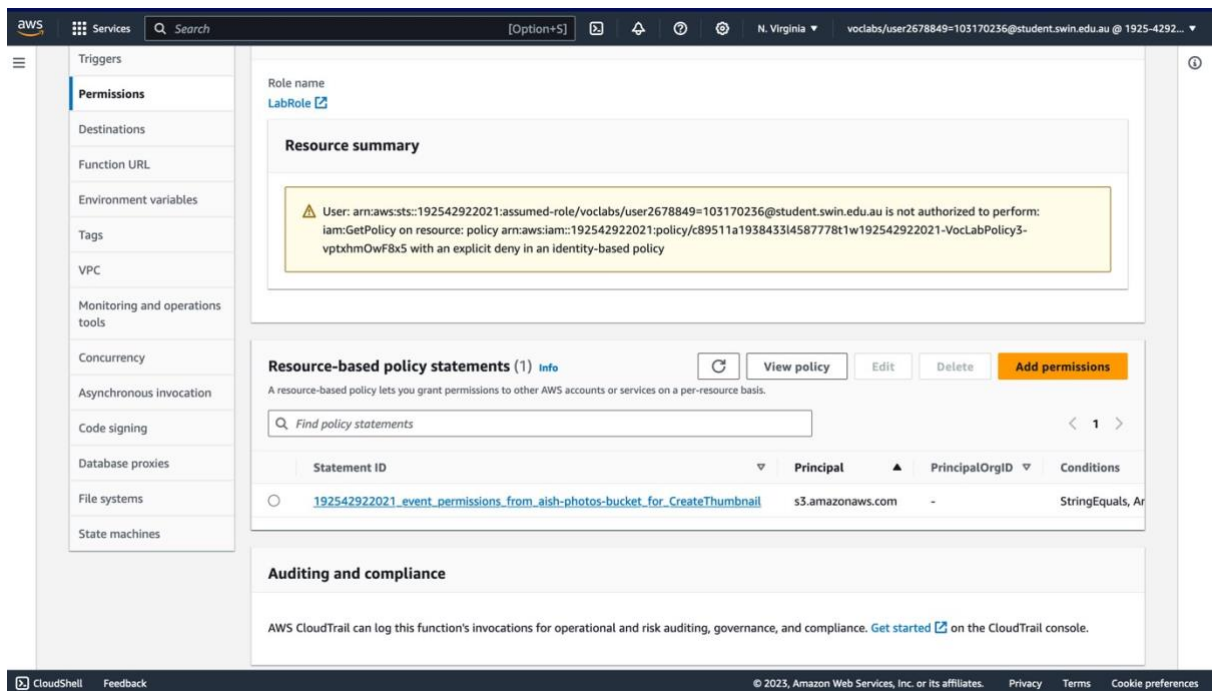 aws
Services
Search
[Option+S]
N. Virginia
voclabs/user2678849=103170236@student.swin.edu.au @ 1925-4292...
Triggers
Permissions
Destinations
Function URL
Environment variables
Tags
VPC
Monitoring and operations
tools
Concurrency
Asynchronous invocation
Code signing
Database proxies
File systems
State machines
Role name
LabRole
Resource summary
User: arn:aws:sts::192542922021:assumed-role/voclabs/user2678849=103170236@student.swin.edu.au is not authorized to perform:
iam:GetPolicy on resource: policy arn:aws:iam::192542922021:policy/c89511a1938433l4587778t1w192542922021-VocLabPolicy3-
vptxhmOwF8x5 with an explicit deny in an identity-based policy
Resource-based policy statements (1) Info
View policy
Edit
Delete
Add permissions
A resource-based policy lets you grant permissions to other AWS accounts or services on a per-resource basis.
Find policy statements
1
Statement ID
Principal
PrincipalOrgID
Conditions
192542922021_event_permissions_from_aish-photos-bucket_for_CreateThumbnail
s3.amazonaws.com
-
StringEquals, Ar
Auditing and compliance
AWS CloudTrail can log this function's invocations for operational and risk auditing, governance, and compliance. Get started on the CloudTrail console.
CloudShell
Feedback
© 2023, Amazon Web Services, Inc. or its affiliates.
Privacy
Terms
Cookie preferences